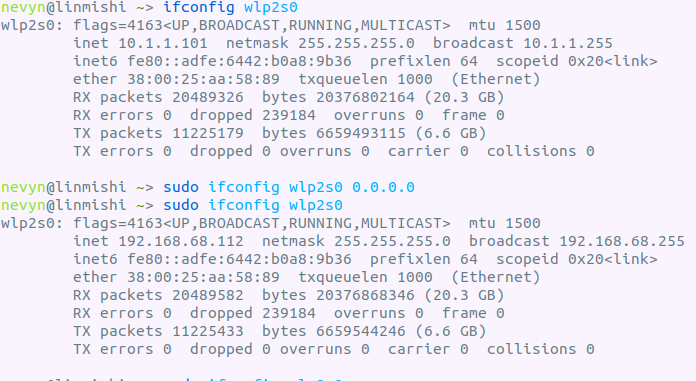 nevyn@linmishi ~> ifconfig wlp2s0
wlp2s0: flags=4163<UP,BROADCAST,RUNNING,MULTICAST>  mtu 1500
        inet 10.1.1.101  netmask 255.255.255.0  broadcast 10.1.1.255
        inet6 fe80::adfe:6442:b0a8:9b36  prefixlen 64  scopeid 0x20<link>
        ether 38:00:25:aa:58:89  txqueuelen 1000  (Ethernet)
        RX packets 20489326  bytes 20376802164 (20.3 GB)
        RX errors 0  dropped 239184  overruns 0  frame 0
        TX packets 11225179  bytes 6659493115 (6.6 GB)
        TX errors 0  dropped 0 overruns 0  carrier 0  collisions 0
nevyn@linmishi ~> sudo ifconfig wlp2s0 0.0.0.0
nevyn@linmishi ~> sudo ifconfig wlp2s0
wlp2s0: flags=4163<UP,BROADCAST,RUNNING,MULTICAST>  mtu 1500
        inet 192.168.68.112  netmask 255.255.255.0  broadcast 192.168.68.255
        inet6 fe80::adfe:6442:b0a8:9b36  prefixlen 64  scopeid 0x20<link>
        ether 38:00:25:aa:58:89  txqueuelen 1000  (Ethernet)
        RX packets 20489582  bytes 20376868346 (20.3 GB)
        RX errors 0  dropped 239184  overruns 0  frame 0
        TX packets 11225433  bytes 6659544246 (6.6 GB)
        TX errors 0  dropped 0 overruns 0  carrier 0  collisions 0